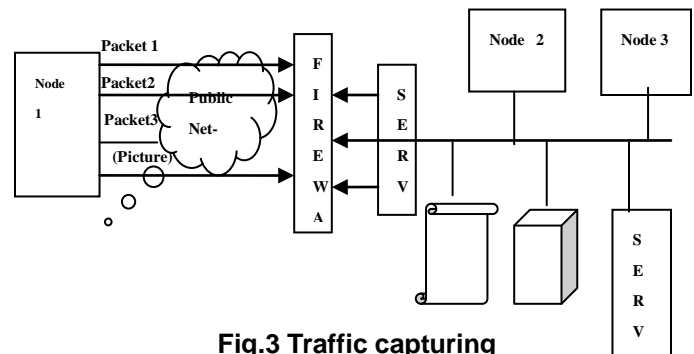 Packet 1
Node 1
Packet2
Packet3
(Picture)
Public
Net-
F
I
R
E
W
A
S
E
R
V
Node 2
Node 3
S
E
R
V
Fig.3 Traffic capturing